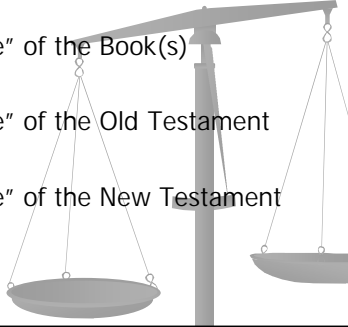 e" of the Book(s)
e" of the Old Testament
e" of the New Testament